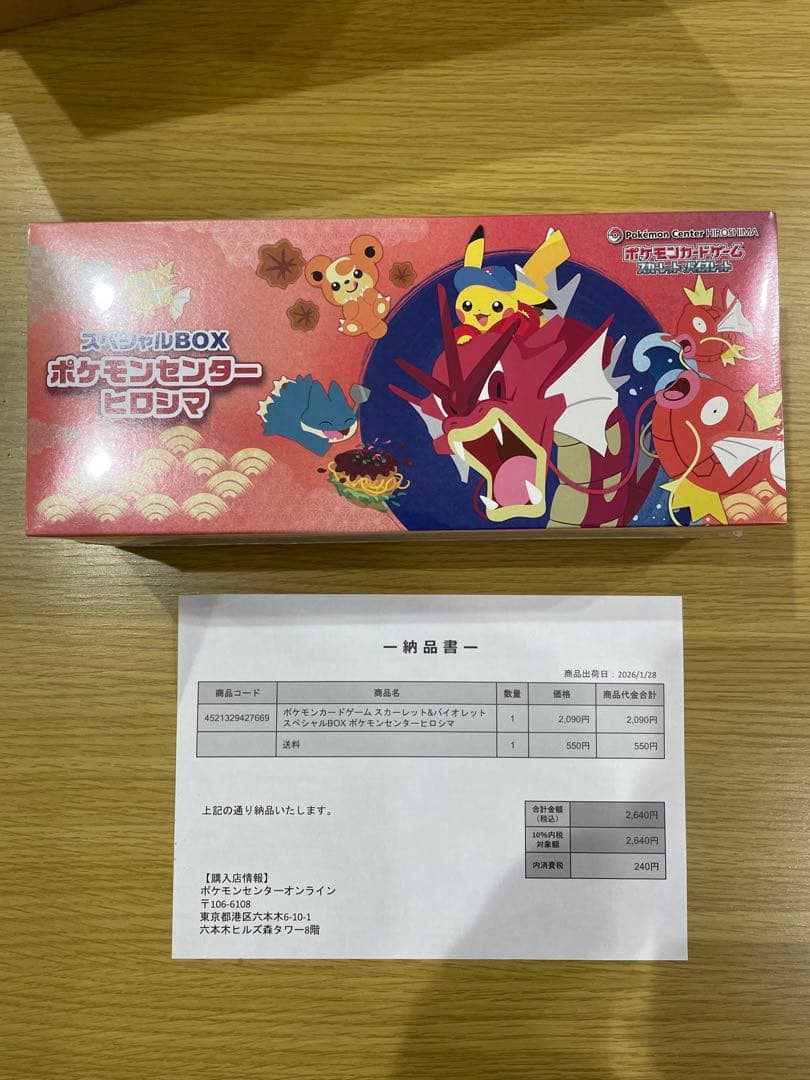 Pokémon Center HIROSHIMA
ポケモンカードゲーム
スカーレット&バイオレット
スペシャルBOX
ポケモンセンター
ヒロシマ
ー納品書ー
商品出荷日：2026/1/28
商品コード 商品名 数量 価格 商品代金合計
4521329427669 ポケモンカードゲーム スカーレット&バイオレット 1 2,090円 2,090円
スペシャルBOX ポケモンセンターヒロシマ
送料 1 550円 550円
上記の通り納品いたします。
合計金額
（税込） 2,640円
10%内税
対象額 2,640円
内消費税 240円
【購入店情報】
ポケモンセンターオンライン
〒106-6108
東京都港区六本木6-10-1
六本木ヒルズ森タワー8階